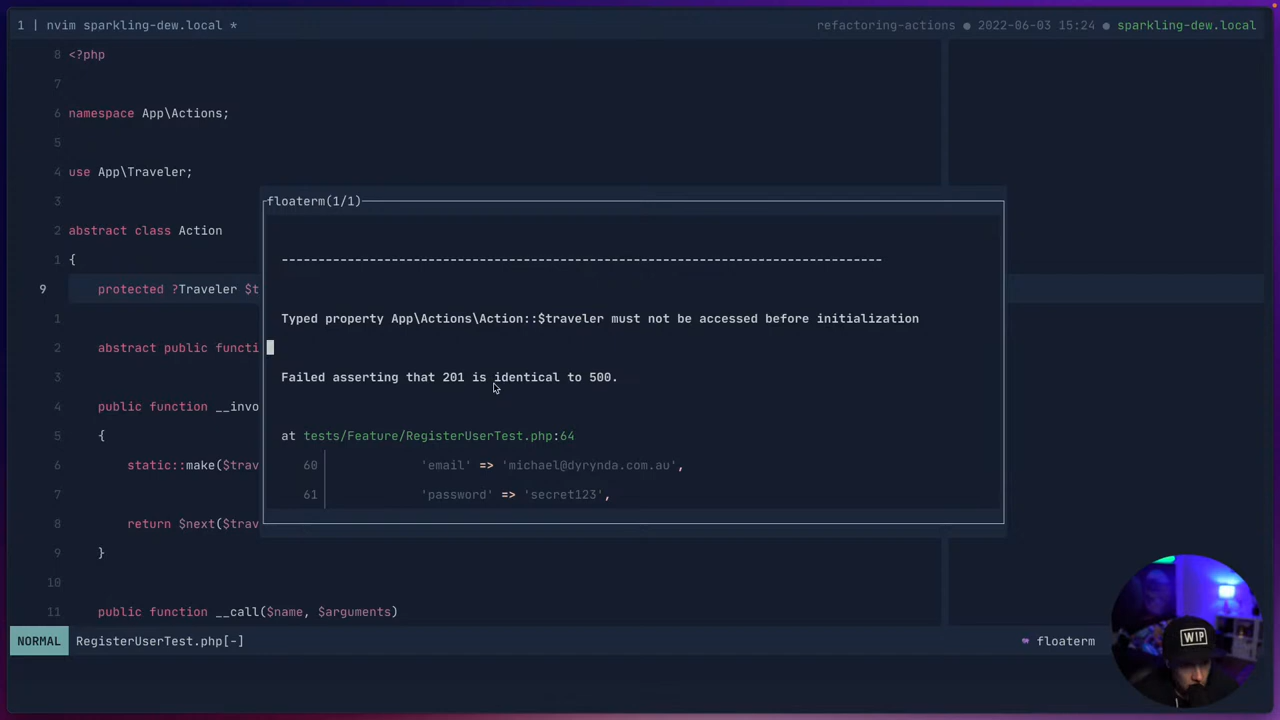 1 | nvim sparkling-dew.local *
refactoring-actions ● 2022-06-03 15:24 ● sparkling-dew.local
8 <?php
7
6 namespace App\Actions;
5
4 use App\Traveler;
3
2 abstract class Action
1 {
9 protected ?Traveler $t
1
2 abstract public functi
3
4 public function __invo
5 {
6 static::make($trav
7
8 return $next($trav
9 }
10
11 public function __call($name, $arguments)
floaterm(1/1)
--------------------------------------------------------------------------------
Typed property App\Actions\Action::$traveler must not be accessed before initialization
Failed asserting that 201 is identical to 500.
at tests/Feature/RegisterUserTest.php:64
60 'email' => 'michael@dyrynda.com.au',
61 'password' => 'secret123',
NORMAL RegisterUserTest.php[-]
floaterm
WIP